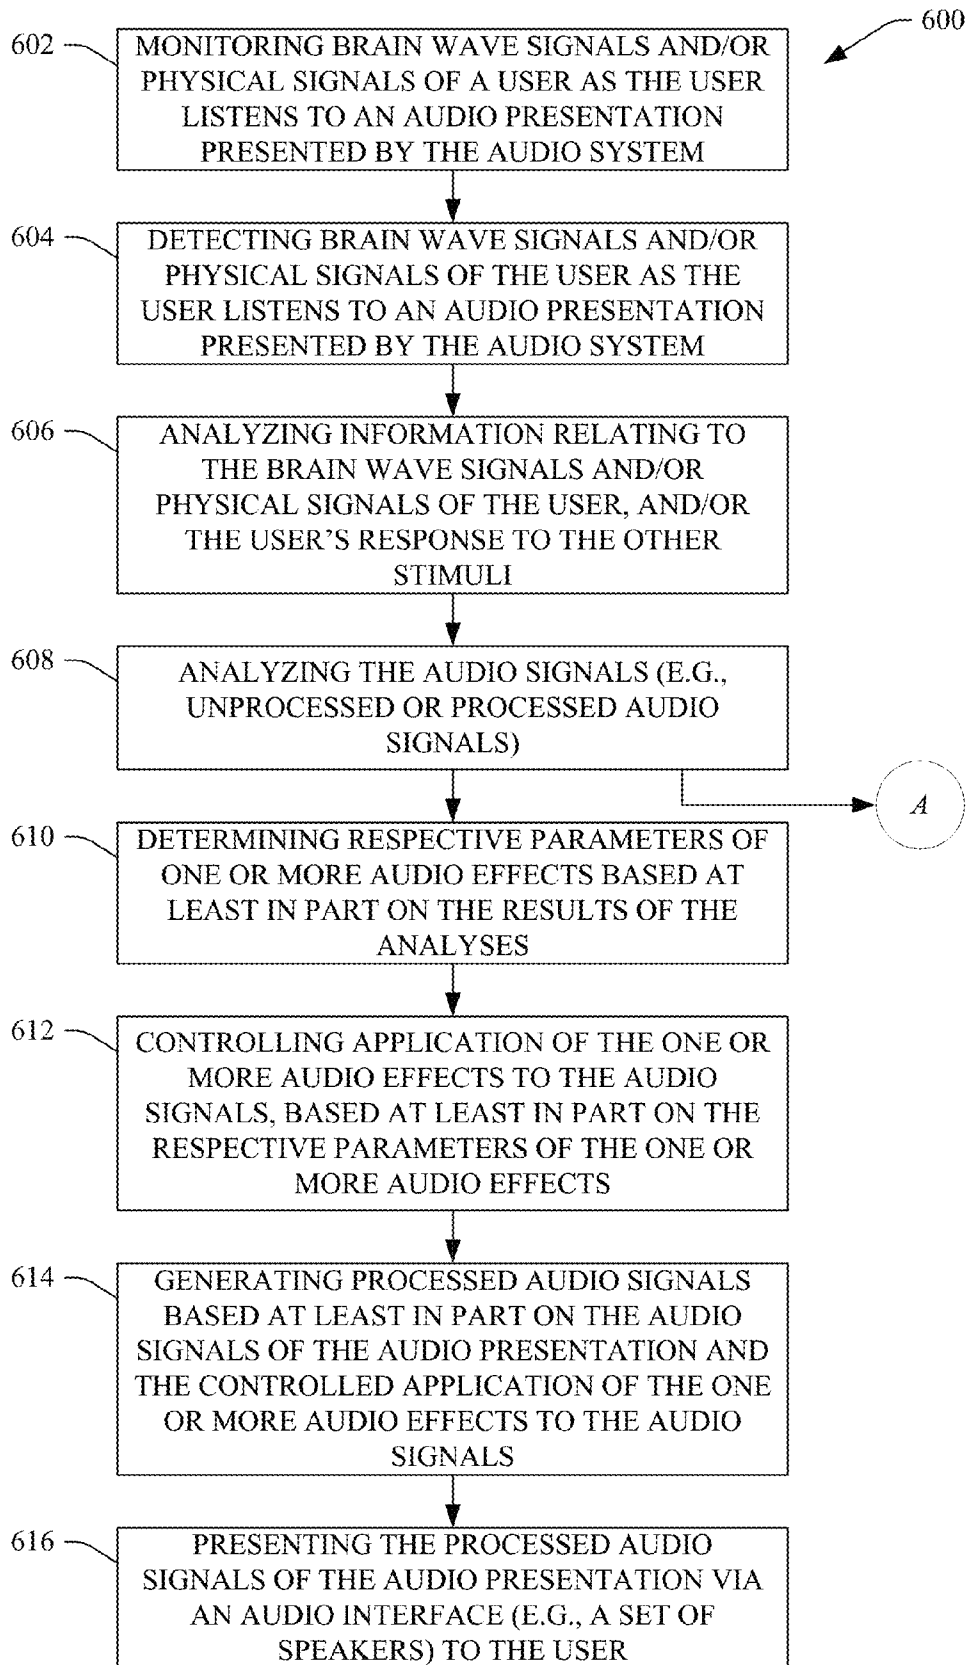 600
602
MONITORING BRAIN WAVE SIGNALS AND/OR
PHYSICAL SIGNALS OF A USER AS THE USER
LISTENS TO AN AUDIO PRESENTATION
PRESENTED BY THE AUDIO SYSTEM
604
DETECTING BRAIN WAVE SIGNALS AND/OR
PHYSICAL SIGNALS OF THE USER AS THE
USER LISTENS TO AN AUDIO PRESENTATION
PRESENTED BY THE AUDIO SYSTEM
606
ANALYZING INFORMATION RELATING TO
THE BRAIN WAVE SIGNALS AND/OR
PHYSICAL SIGNALS OF THE USER, AND/OR
THE USER'S RESPONSE TO THE OTHER
STIMULI
608
ANALYZING THE AUDIO SIGNALS (E.G.,
UNPROCESSED OR PROCESSED AUDIO
SIGNALS)
A
610
DETERMINING RESPECTIVE PARAMETERS OF
ONE OR MORE AUDIO EFFECTS BASED AT
LEAST IN PART ON THE RESULTS OF THE
ANALYSES
612
CONTROLLING APPLICATION OF THE ONE OR
MORE AUDIO EFFECTS TO THE AUDIO
SIGNALS, BASED AT LEAST IN PART ON THE
RESPECTIVE PARAMETERS OF THE ONE OR
MORE AUDIO EFFECTS
614
GENERATING PROCESSED AUDIO SIGNALS
BASED AT LEAST IN PART ON THE AUDIO
SIGNALS OF THE AUDIO PRESENTATION AND
THE CONTROLLED APPLICATION OF THE ONE
OR MORE AUDIO EFFECTS TO THE AUDIO
SIGNALS
616
PRESENTING THE PROCESSED AUDIO
SIGNALS OF THE AUDIO PRESENTATION VIA
AN AUDIO INTERFACE (E.G., A SET OF
SPEAKERS) TO THE USER